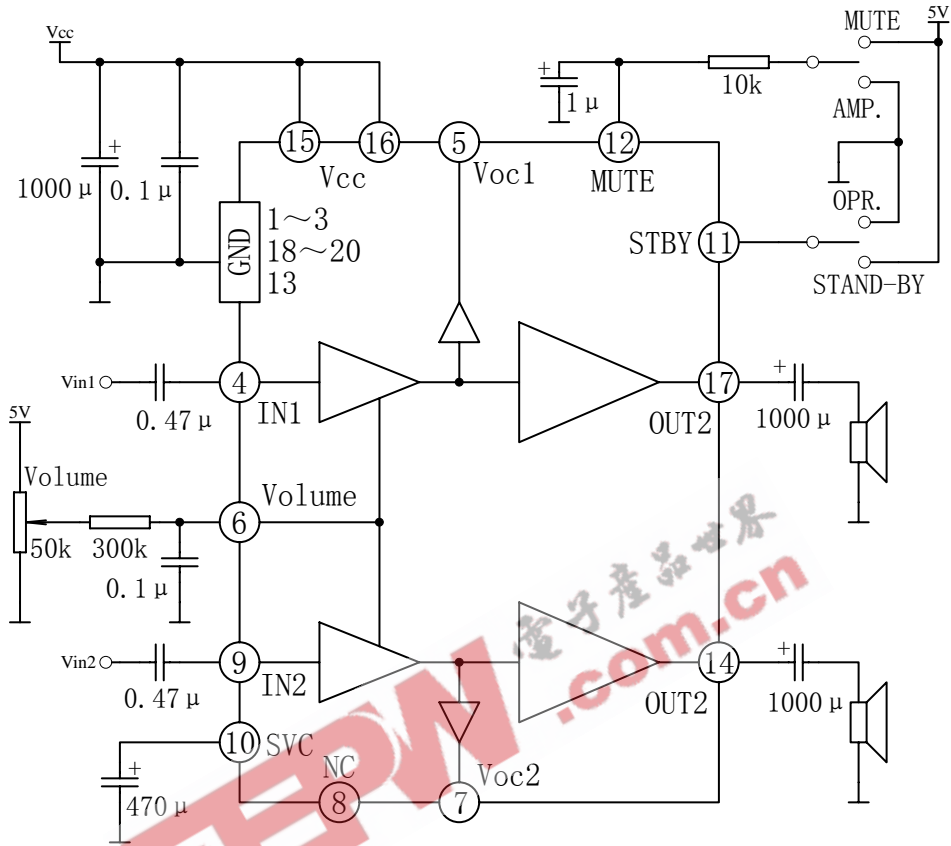 Vcc
MUTE
5V
10k
1μ
AMP.
15
16
5
12
Vcc
Voc1
MUTE
1000μ
0.1μ
OPR.
GND
1～3
18～20
13
STBY
11
STAND-BY
Vin1
4
17
0.47μ
IN1
OUT2
1000μ
5V
Volume
Volume
6
50k
300k
0.1μ
電子產品世界
.com.cn
Vin2
9
14
0.47μ
IN2
OUT2
1000μ
10
SVC
NC
Voc2
470μ
8
7
EEPW